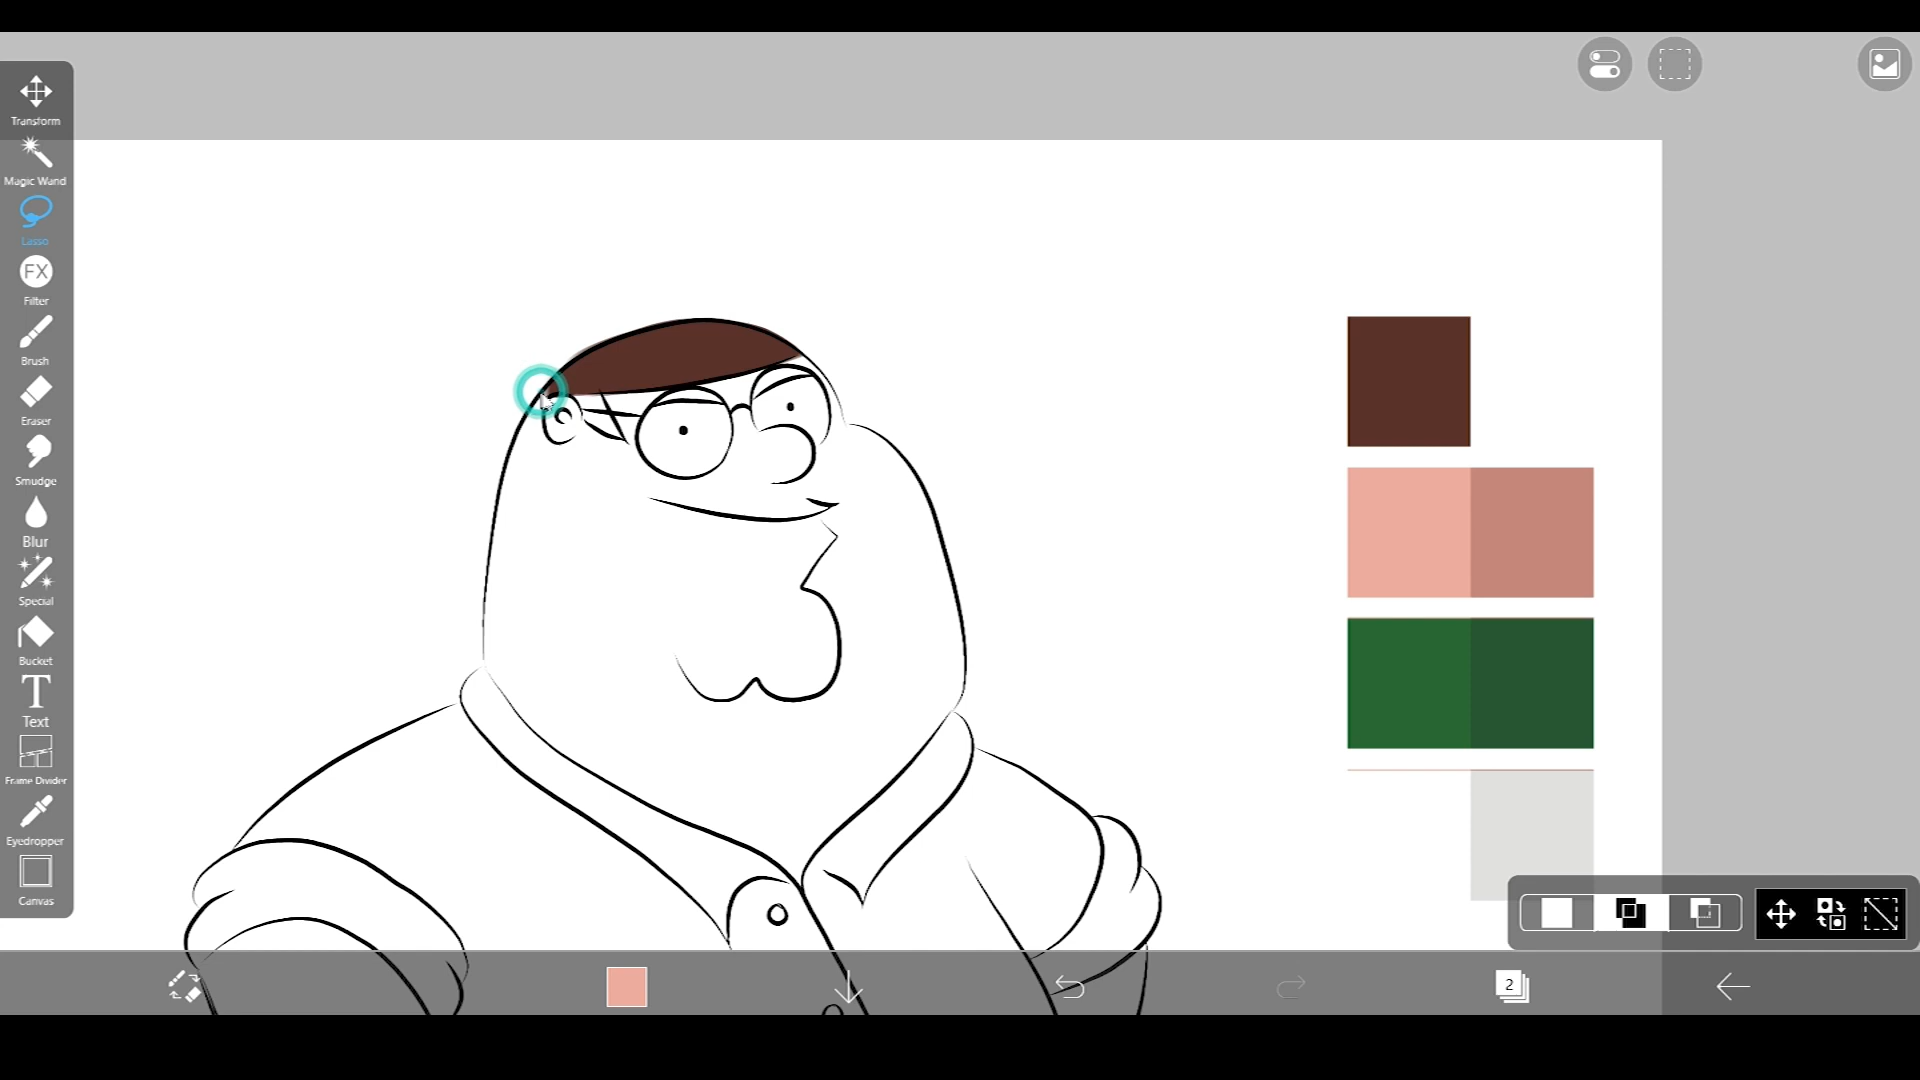 Transform
Magic Wand
Lasso
FX
Filter
Brush
Eraser
Smudge
Blur
Special
Bucket
T
Text
Frame Divider
Eyedropper
Canvas
2